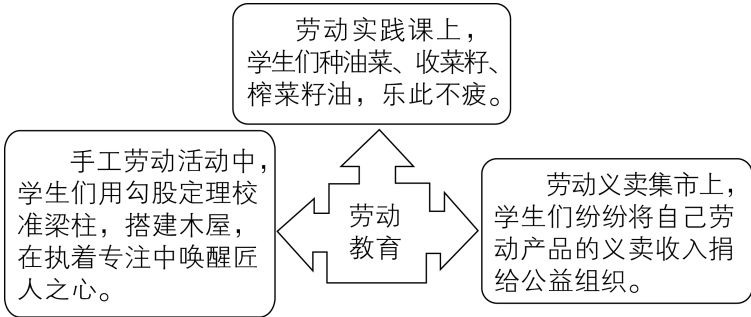 劳动实践课上，
学生们种油菜、收菜籽、
榨菜籽油，乐此不疲。
手工劳动活动中，
学生们用勾股定理校
准梁柱，搭建木屋，
在执着专注中唤醒匠
人之心。
劳动
教育
劳动义卖集市上，
学生们纷纷将自己劳
动产品的义卖收入捐
给公益组织。